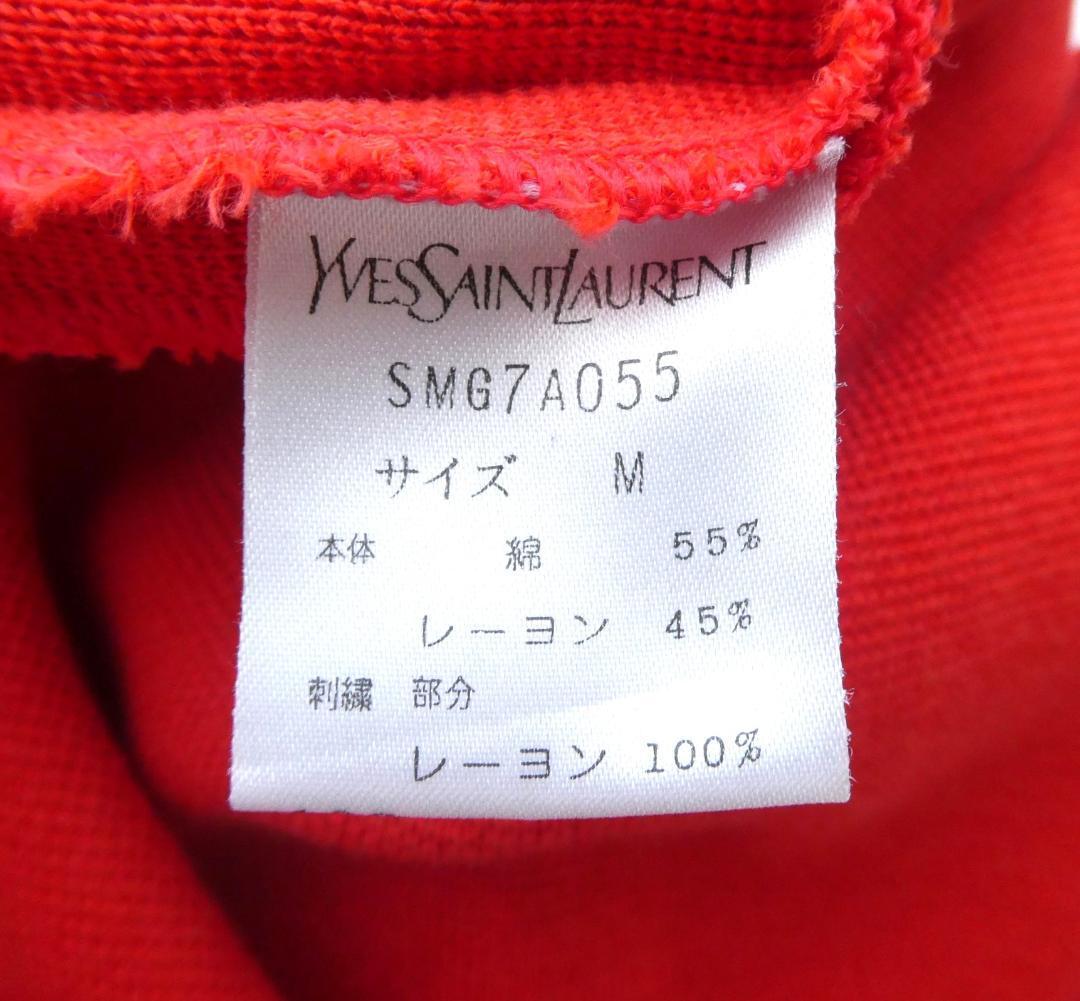 YVESSAINTLAURENT
SMG7A055
サイズ M
本体 綿 55%
レーヨン 45%
刺繍 部分
レーヨン 100%